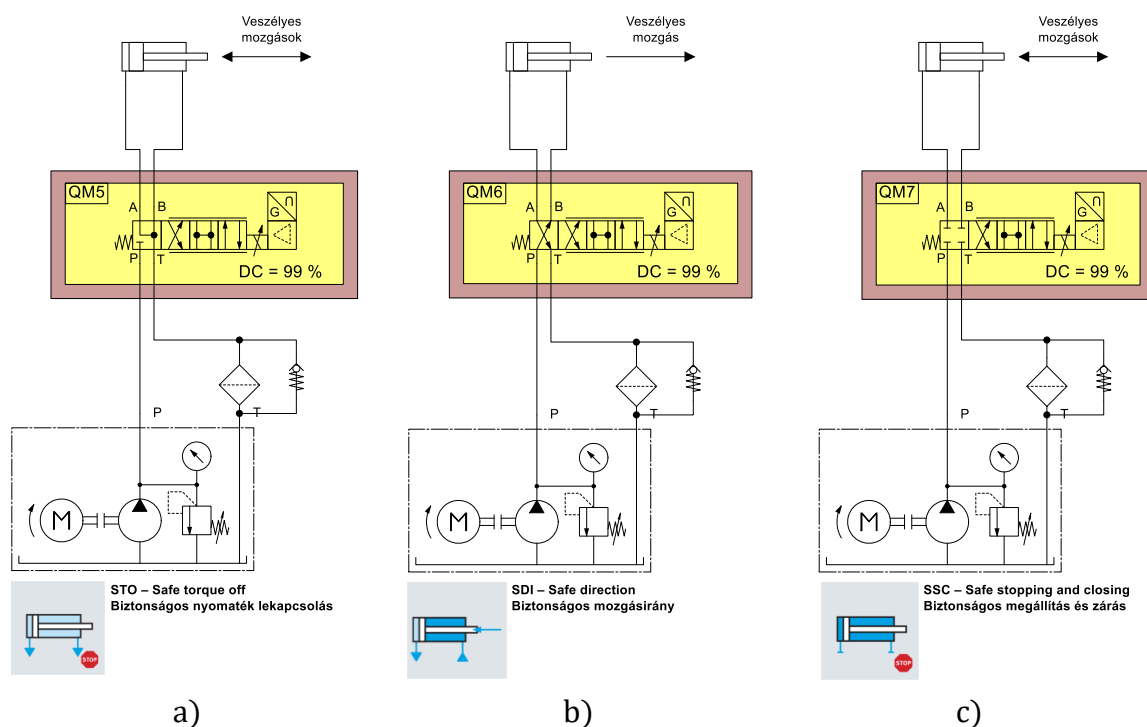 Veszélyes
mozgások
QM5
A
B
G
n
P
T
DC = 99 %
P
T
M
STO – Safe torque off
Biztonságos nyomaték lekapcsolás
STOP
a)
Veszélyes
mozgás
QM6
A
B
G
n
P
T
DC = 99 %
P
T
M
SDI – Safe direction
Biztonságos mozgásirány
b)
Veszélyes
mozgások
QM7
A
B
G
n
P
T
DC = 99 %
P
T
M
SSC – Safe stopping and closing
Biztonságos megállítás és zárás
STOP
c)